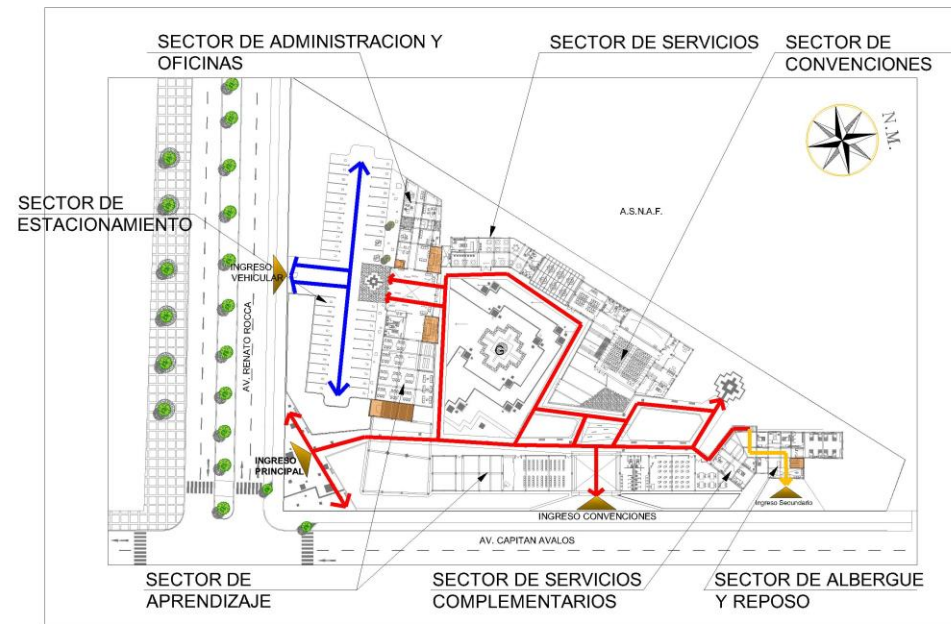 SECTOR DE ADMINISTRACION Y
OFICINAS
SECTOR DE SERVICIOS
SECTOR DE
CONVENCIONES
N.M.
SECTOR DE
ESTACIONAMIENTO
A.S.N.A.F.
INGRESO
VEHICULAR
AV. RENATO ROCCA
G
INGRESO
PRINCIPAL
INGRESO CONVENCIONES
Ingreso Secundario
AV. CAPITAN AVALOS
SECTOR DE
APRENDIZAJE
SECTOR DE SERVICIOS
COMPLEMENTARIOS
SECTOR DE ALBERGUE
Y REPOSO